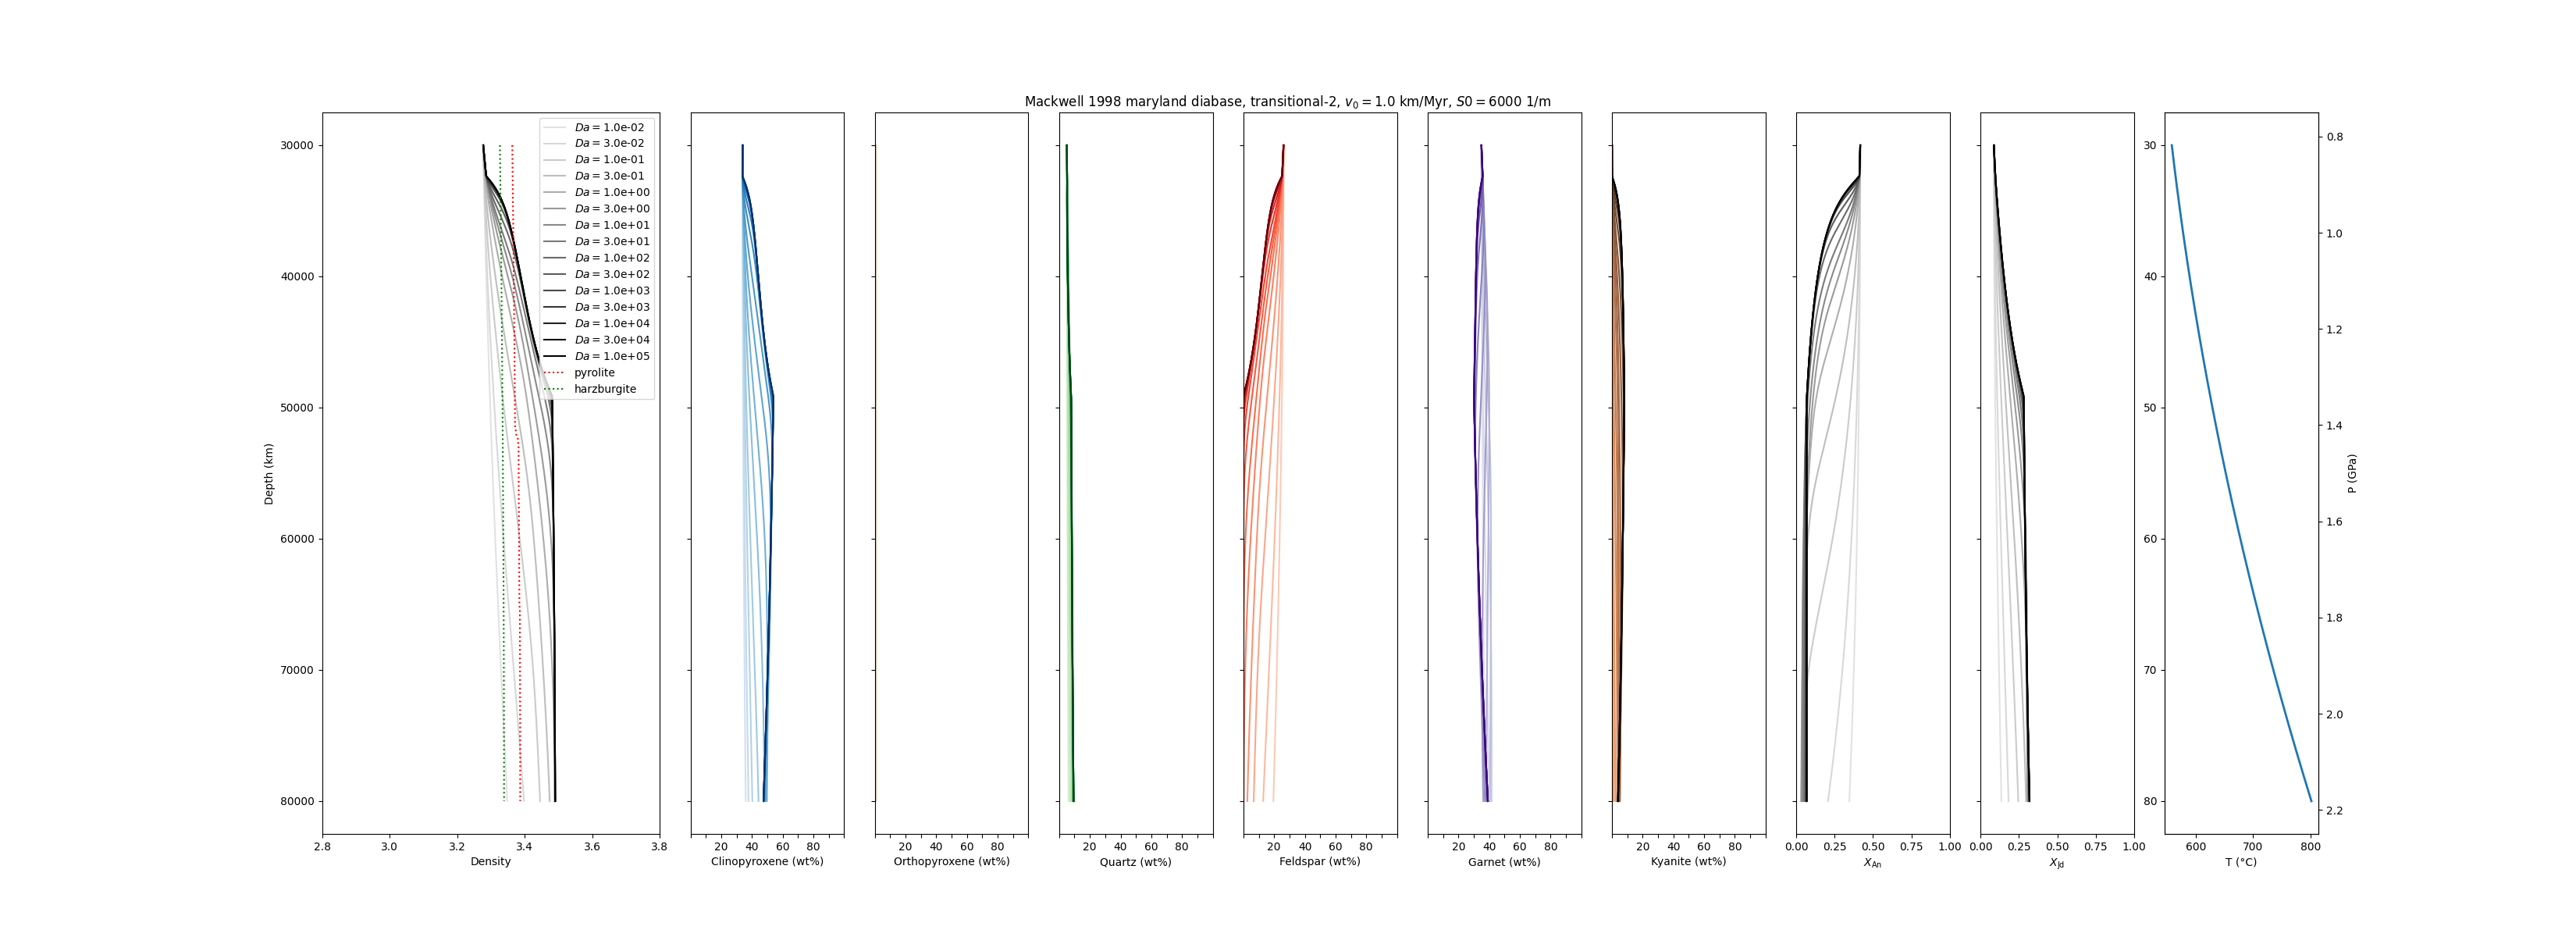 Mackwell 1998 maryland diabase, transitional-2, v₀ = 1.0 km/Myr, S0 = 6000 1/m
Da = 1.0e-02
Da = 3.0e-02
Da = 1.0e-01
Da = 3.0e-01
Da = 1.0e+00
Da = 3.0e+00
Da = 1.0e+01
Da = 3.0e+01
Da = 1.0e+02
Da = 3.0e+02
Da = 1.0e+03
Da = 3.0e+03
Da = 1.0e+04
Da = 3.0e+04
Da = 1.0e+05
pyrolite
harzburgite
Depth (km)
30000
40000
50000
60000
70000
80000
2.8 3.0 3.2 3.4 3.6 3.8
Density
20 40 60 80
Clinopyroxene (wt%)
20 40 60 80
Orthopyroxene (wt%)
20 40 60 80
Quartz (wt%)
20 40 60 80
Feldspar (wt%)
20 40 60 80
Garnet (wt%)
20 40 60 80
Kyanite (wt%)
0.00 0.25 0.50 0.75 1.00
X_An
0.00 0.25 0.50 0.75 1.00
X_Jd
30
40
50
60
70
80
600 700 800
T (°C)
0.8
1.0
1.2
1.4
1.6
1.8
2.0
2.2
P (GPa)